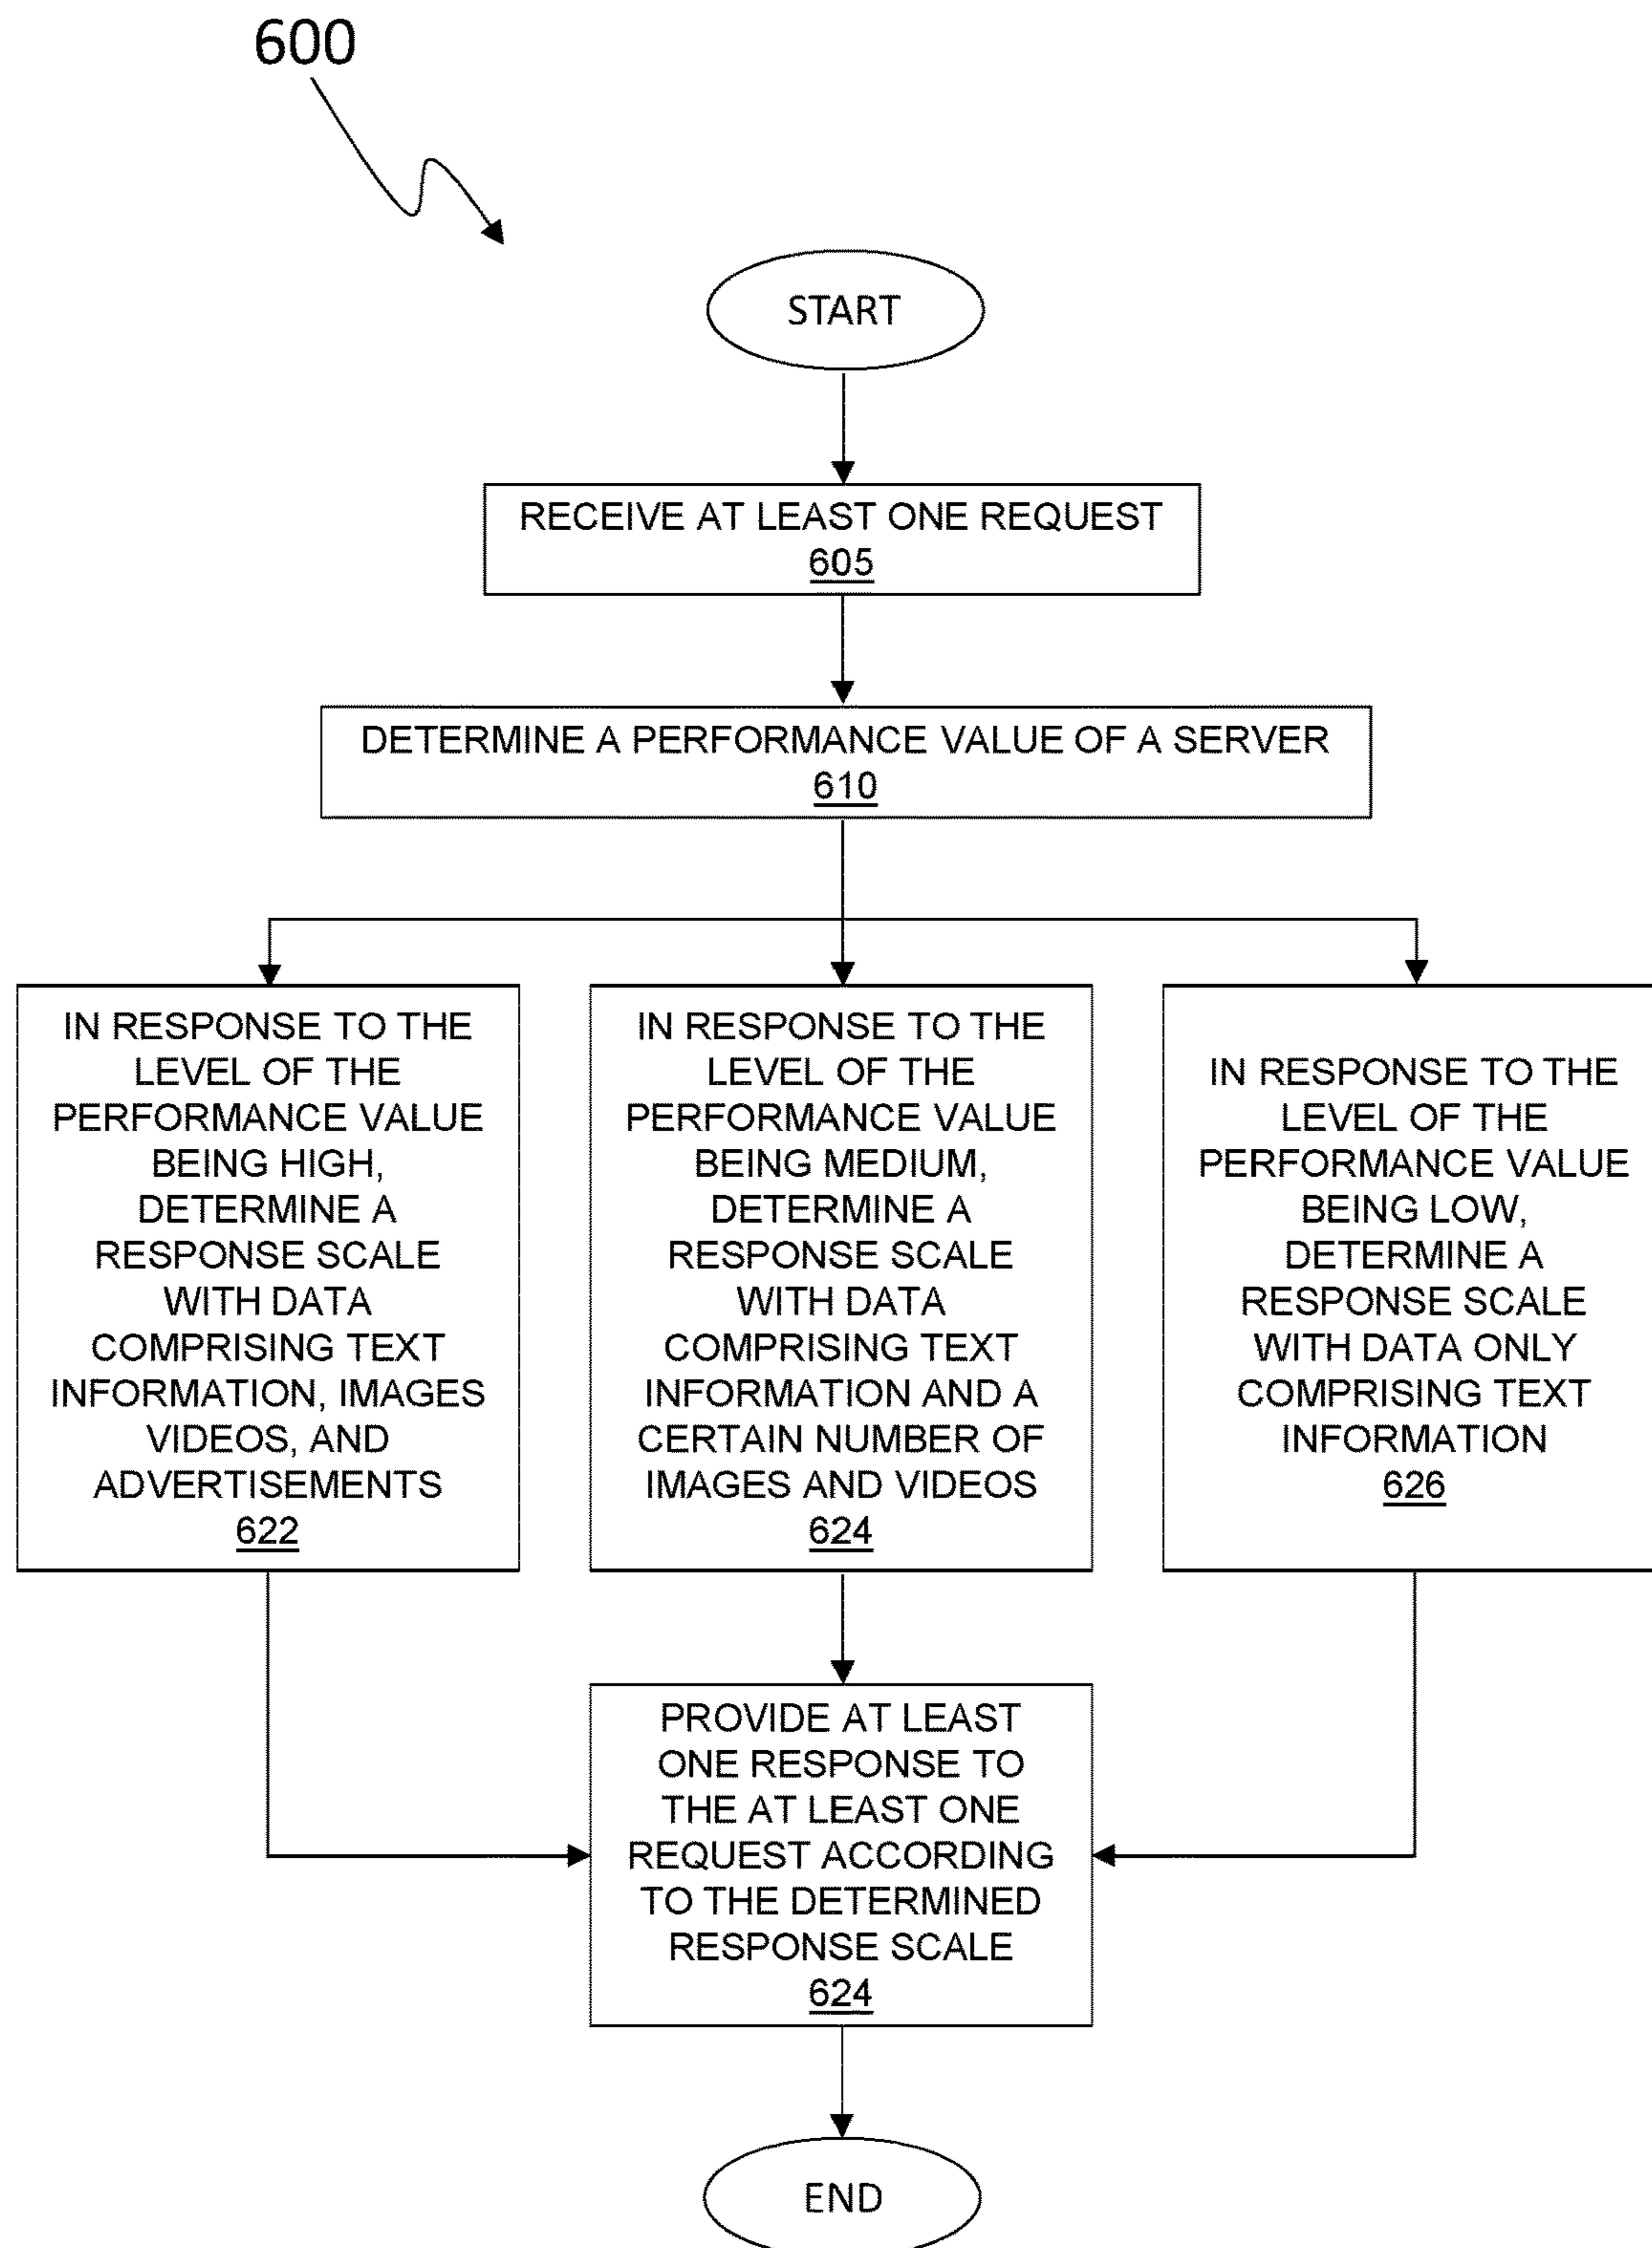 600
START
RECEIVE AT LEAST ONE REQUEST
605
DETERMINE A PERFORMANCE VALUE OF A SERVER
610
IN RESPONSE TO THE
LEVEL OF THE
PERFORMANCE VALUE
BEING HIGH,
DETERMINE A
RESPONSE SCALE
WITH DATA
COMPRISING TEXT
INFORMATION, IMAGES
VIDEOS, AND
ADVERTISEMENTS
622
IN RESPONSE TO THE
LEVEL OF THE
PERFORMANCE VALUE
BEING MEDIUM,
DETERMINE A
RESPONSE SCALE
WITH DATA
COMPRISING TEXT
INFORMATION AND A
CERTAIN NUMBER OF
IMAGES AND VIDEOS
624
IN RESPONSE TO THE
LEVEL OF THE
PERFORMANCE VALUE
BEING LOW,
DETERMINE A
RESPONSE SCALE
WITH DATA ONLY
COMPRISING TEXT
INFORMATION
626
PROVIDE AT LEAST
ONE RESPONSE TO
THE AT LEAST ONE
REQUEST ACCORDING
TO THE DETERMINED
RESPONSE SCALE
624
END